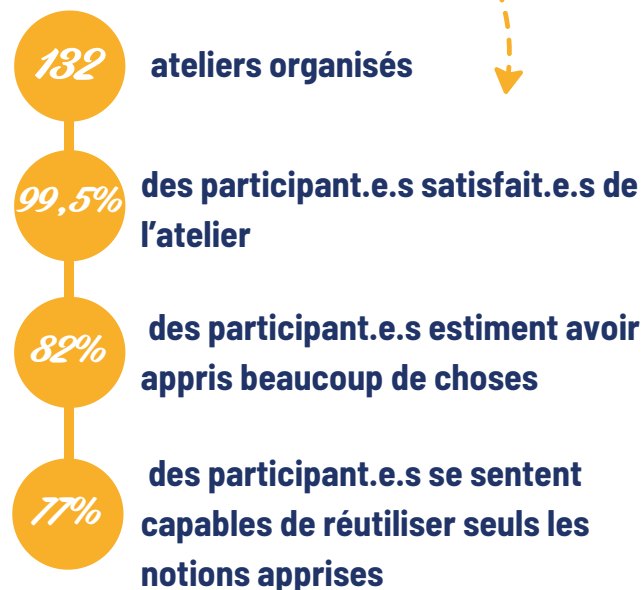 132 ateliers organisés
99,5% des participant.e.s satisfait.e.s de
l'atelier
82% des participant.e.s estiment avoir
appris beaucoup de choses
77% des participant.e.s se sentent
capables de réutiliser seuls les
notions apprises